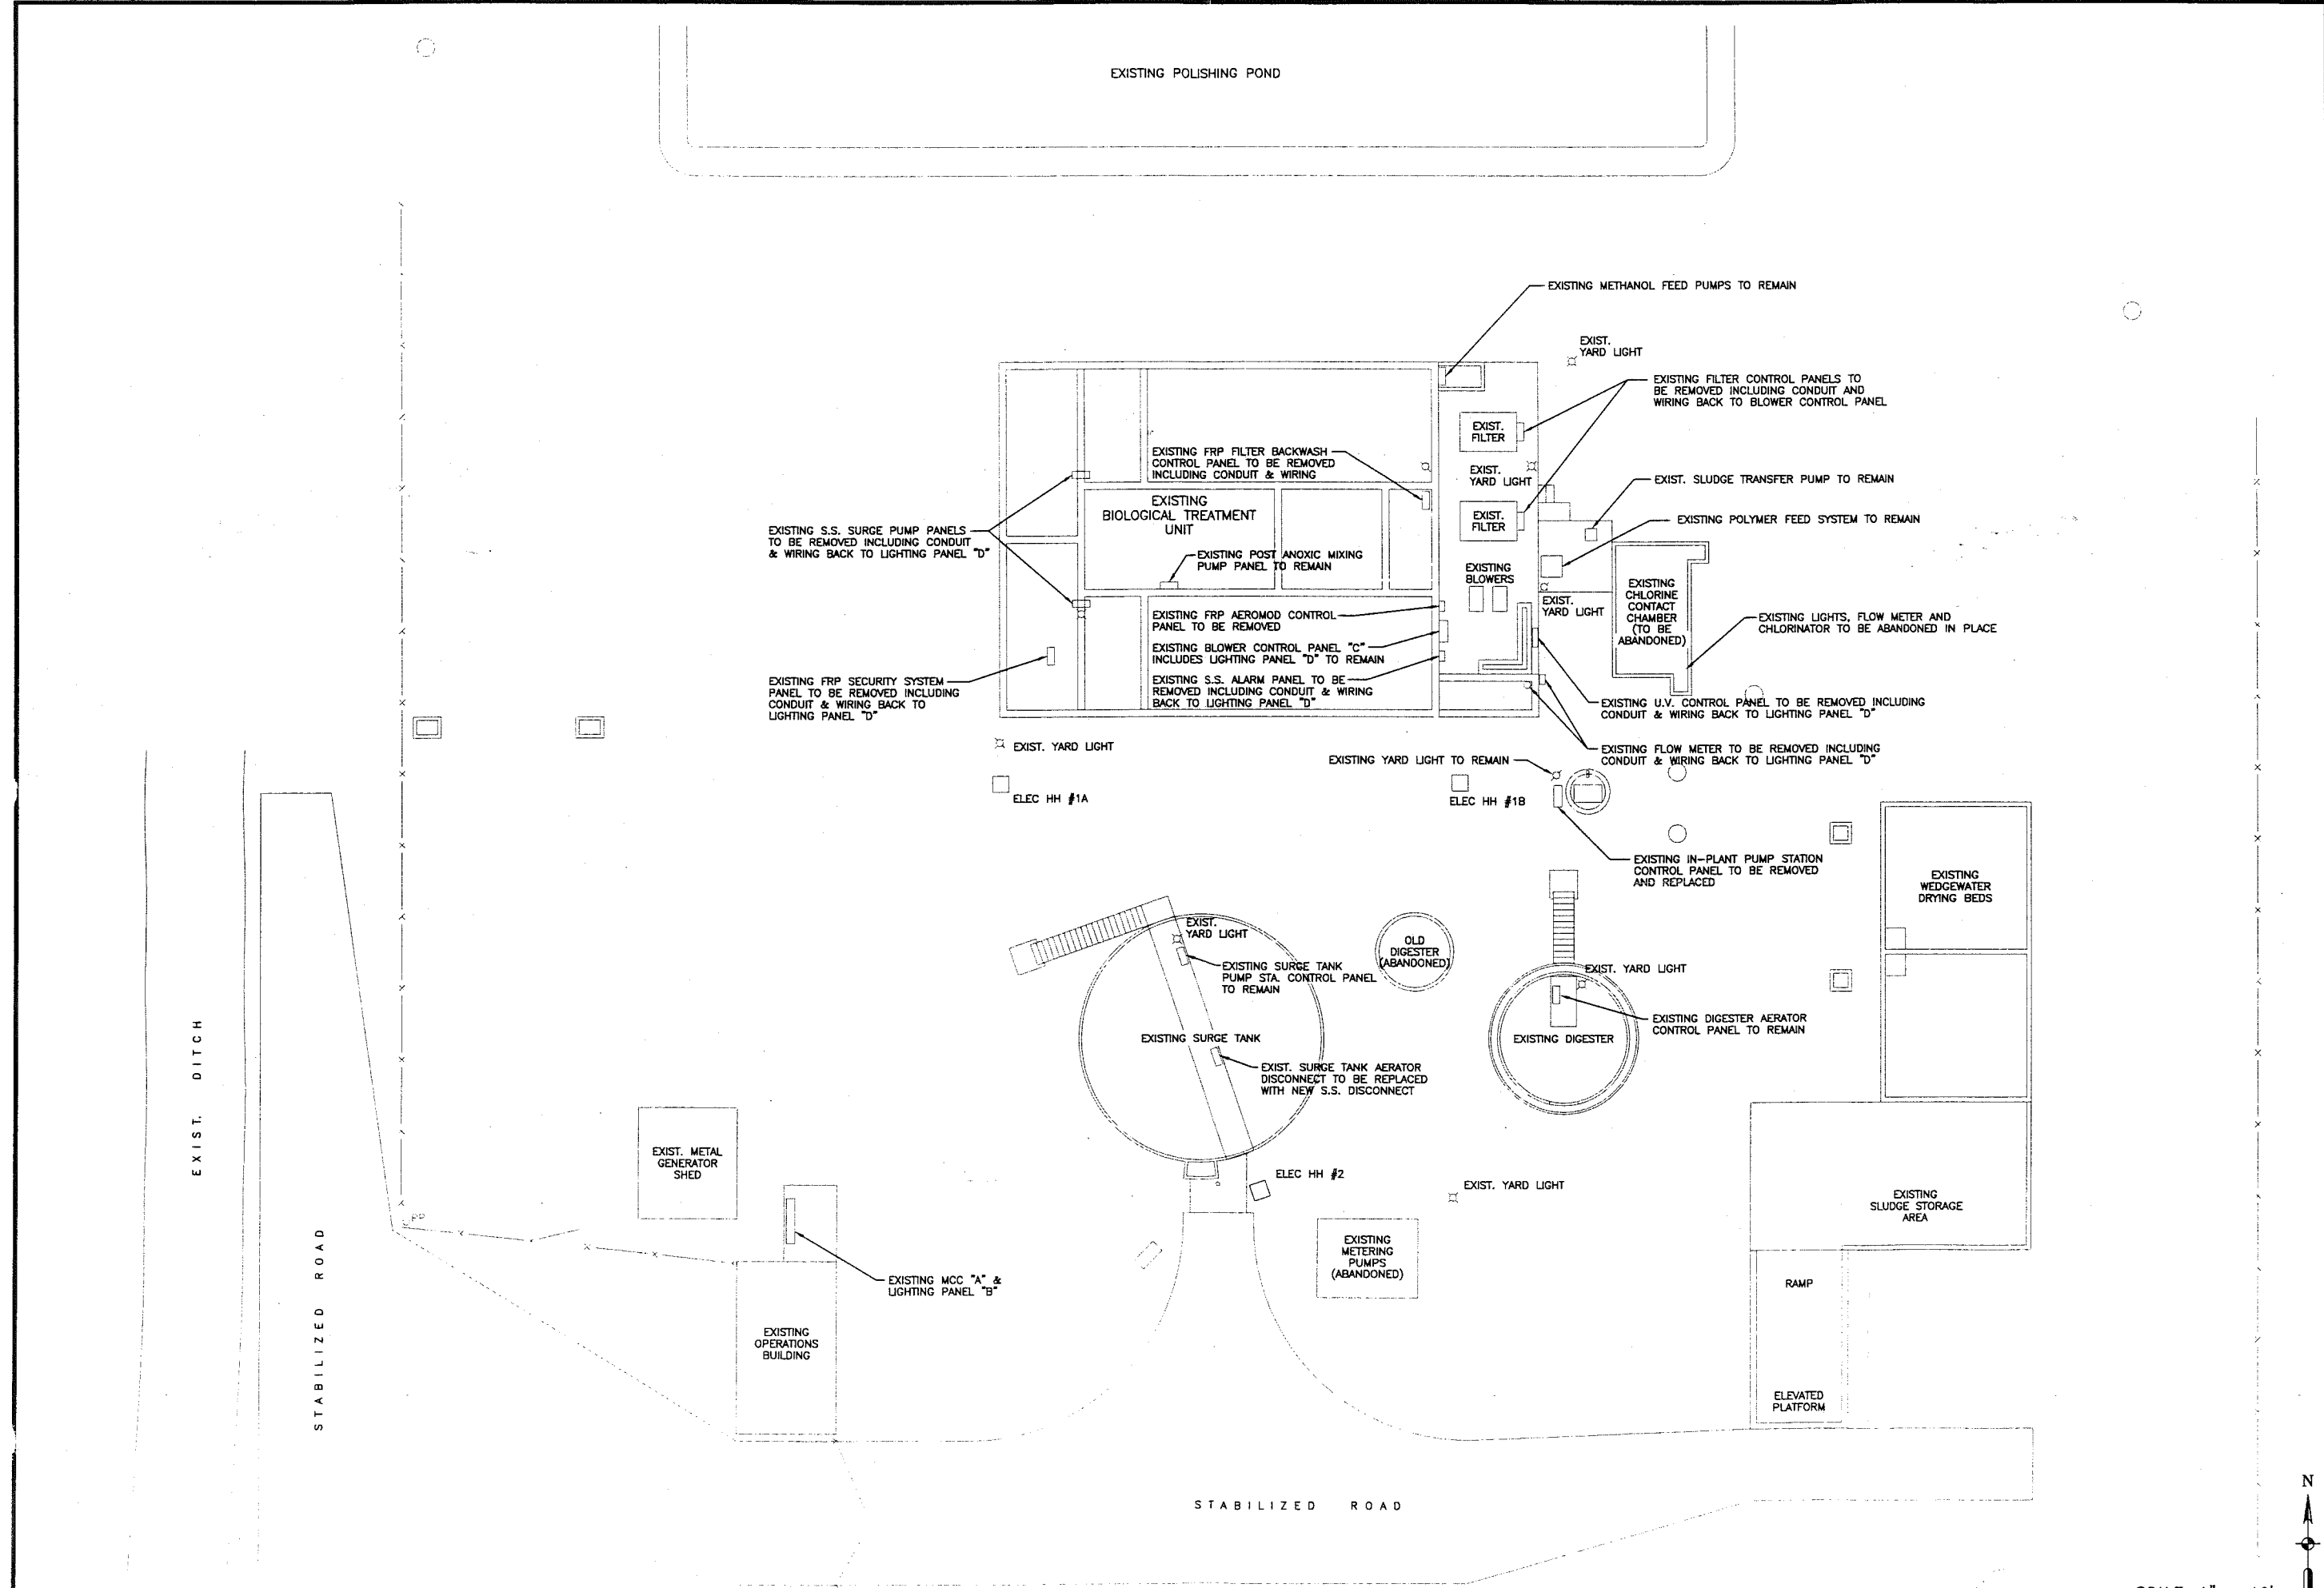 EXISTING POLISHING POND
EXISTING METHANOL FEED PUMPS TO REMAIN
EXIST.
YARD LIGHT
EXISTING FILTER CONTROL PANELS TO
BE REMOVED INCLUDING CONDUIT AND
WIRING BACK TO BLOWER CONTROL PANEL
EXIST.
FILTER
EXISTING FRP FILTER BACKWASH
CONTROL PANEL TO BE REMOVED
INCLUDING CONDUIT & WIRING
EXIST.
YARD LIGHT
EXIST. SLUDGE TRANSFER PUMP TO REMAIN
EXISTING
BIOLOGICAL TREATMENT
UNIT
EXIST.
FILTER
EXISTING POLYMER FEED SYSTEM TO REMAIN
EXISTING S.S. SURGE PUMP PANELS
TO BE REMOVED INCLUDING CONDUIT
& WIRING BACK TO LIGHTING PANEL "D"
EXISTING POST ANOXIC MIXING
PUMP PANEL TO REMAIN
EXISTING
BLOWERS
EXISTING
CHLORINE
CONTACT
CHAMBER
(TO BE
ABANDONED)
EXIST.
YARD LIGHT
EXISTING FRP AEROMOD CONTROL
PANEL TO BE REMOVED
EXISTING LIGHTS, FLOW METER AND
CHLORINATOR TO BE ABANDONED IN PLACE
EXISTING BLOWER CONTROL PANEL "C"
INCLUDES LIGHTING PANEL "D" TO REMAIN
EXISTING S.S. ALARM PANEL TO BE
REMOVED INCLUDING CONDUIT & WIRING
BACK TO LIGHTING PANEL "D"
EXISTING FRP SECURITY SYSTEM
PANEL TO BE REMOVED INCLUDING
CONDUIT & WIRING BACK TO
LIGHTING PANEL "D"
EXISTING U.V. CONTROL PANEL TO BE REMOVED INCLUDING
CONDUIT & WIRING BACK TO LIGHTING PANEL "D"
EXIST. YARD LIGHT
EXISTING FLOW METER TO BE REMOVED INCLUDING
CONDUIT & WIRING BACK TO LIGHTING PANEL "D"
EXISTING YARD LIGHT TO REMAIN
ELEC HH #1A
ELEC HH #1B
EXISTING IN-PLANT PUMP STATION
CONTROL PANEL TO BE REMOVED
AND REPLACED
EXISTING
WEDGEWATER
DRYING BEDS
EXIST.
YARD LIGHT
OLD
DIGESTER
(ABANDONED)
EXISTING SURGE TANK
PUMP STA. CONTROL PANEL
TO REMAIN
EXIST. YARD LIGHT
EXISTING DIGESTER AERATOR
CONTROL PANEL TO REMAIN
EXISTING SURGE TANK
EXISTING DIGESTER
EXIST. SURGE TANK AERATOR
DISCONNECT TO BE REPLACED
WITH NEW S.S. DISCONNECT
EXIST. DITCH
EXIST. METAL
GENERATOR
SHED
ELEC HH #2
EXIST. YARD LIGHT
EXISTING
SLUDGE STORAGE
AREA
PP
STABILIZED ROAD
EXISTING
METERING
PUMPS
(ABANDONED)
EXISTING MCC "A" &
LIGHTING PANEL "B"
RAMP
EXISTING
OPERATIONS
BUILDING
ELEVATED
PLATFORM
STABILIZED ROAD
N